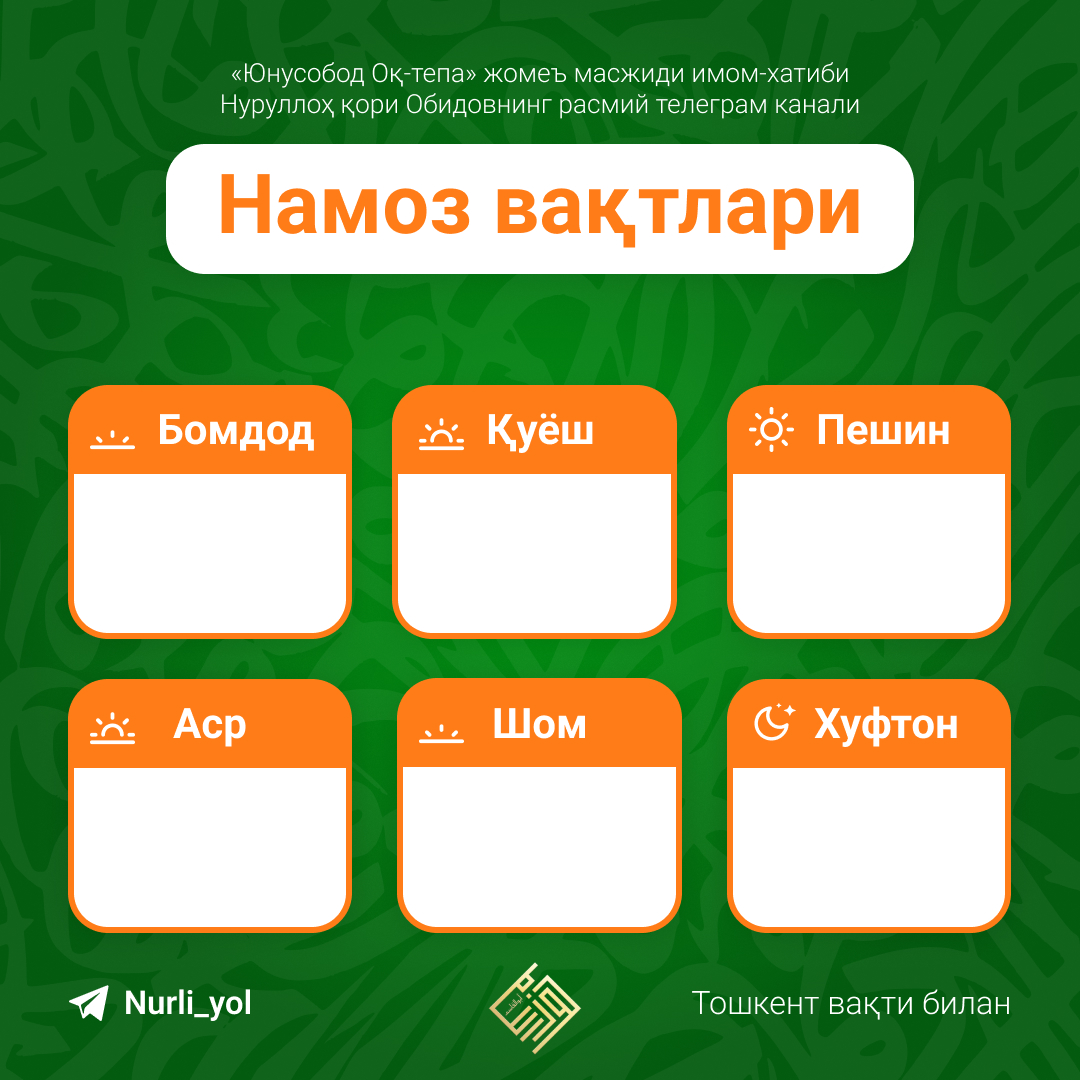 «Юнусобод Оқ-тепа» жомеъ масжиди имом-хатиби
Нуруллоҳ қори Обидовнинг расмий телеграм канали
Намоз вақтлари
Бомдод
Қуёш
Пешин
Аср
Шом
Хуфтон
Nurli_yol
Тошкент вақти билан